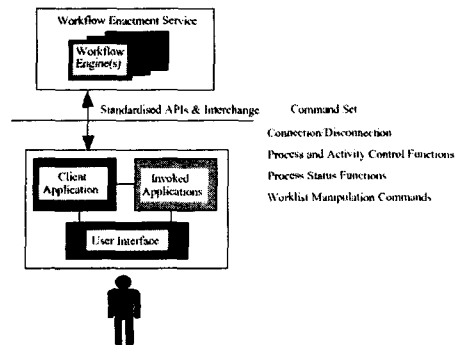 Workflow Enactment Service
Workflow
Engine(s)
Standardised APIs & Interchange
Command Set
Connection/Disconnection
Process and Activity Control Functions
Process Status Functions
Worklist Manipulation Commands
Client
Application
Invoked
Applications
User Interface